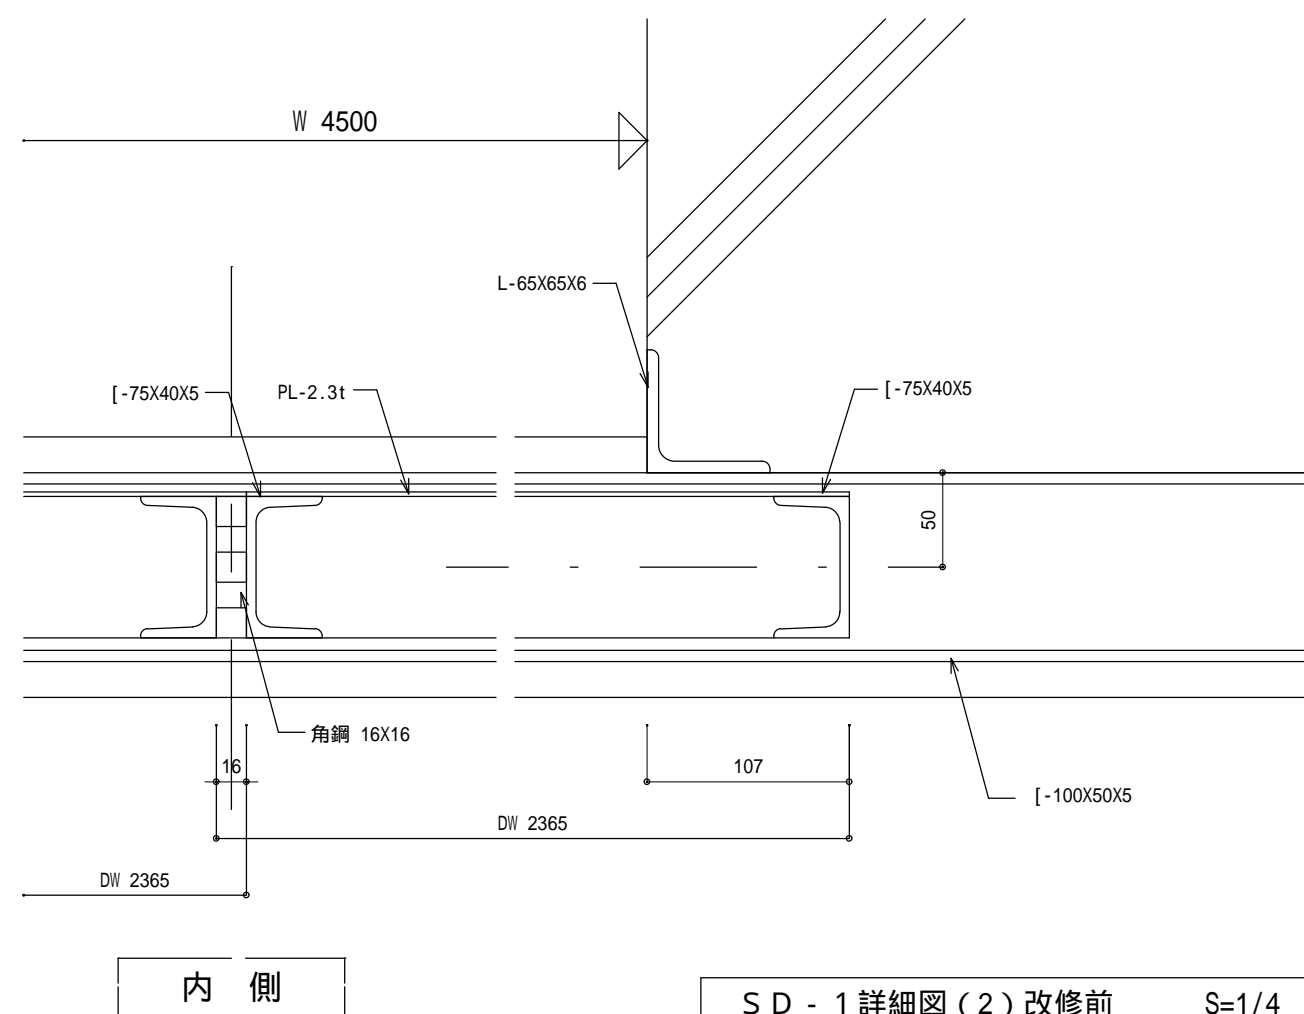 W 4500
L-65X65X6
[-75X40X5
PL-2.3t
[-75X40X5
50
角鋼 16X16
16
107
[-100X50X5
DW 2365
DW 2365
内 側
SD-1詳細図(2)改修前 S=1/4